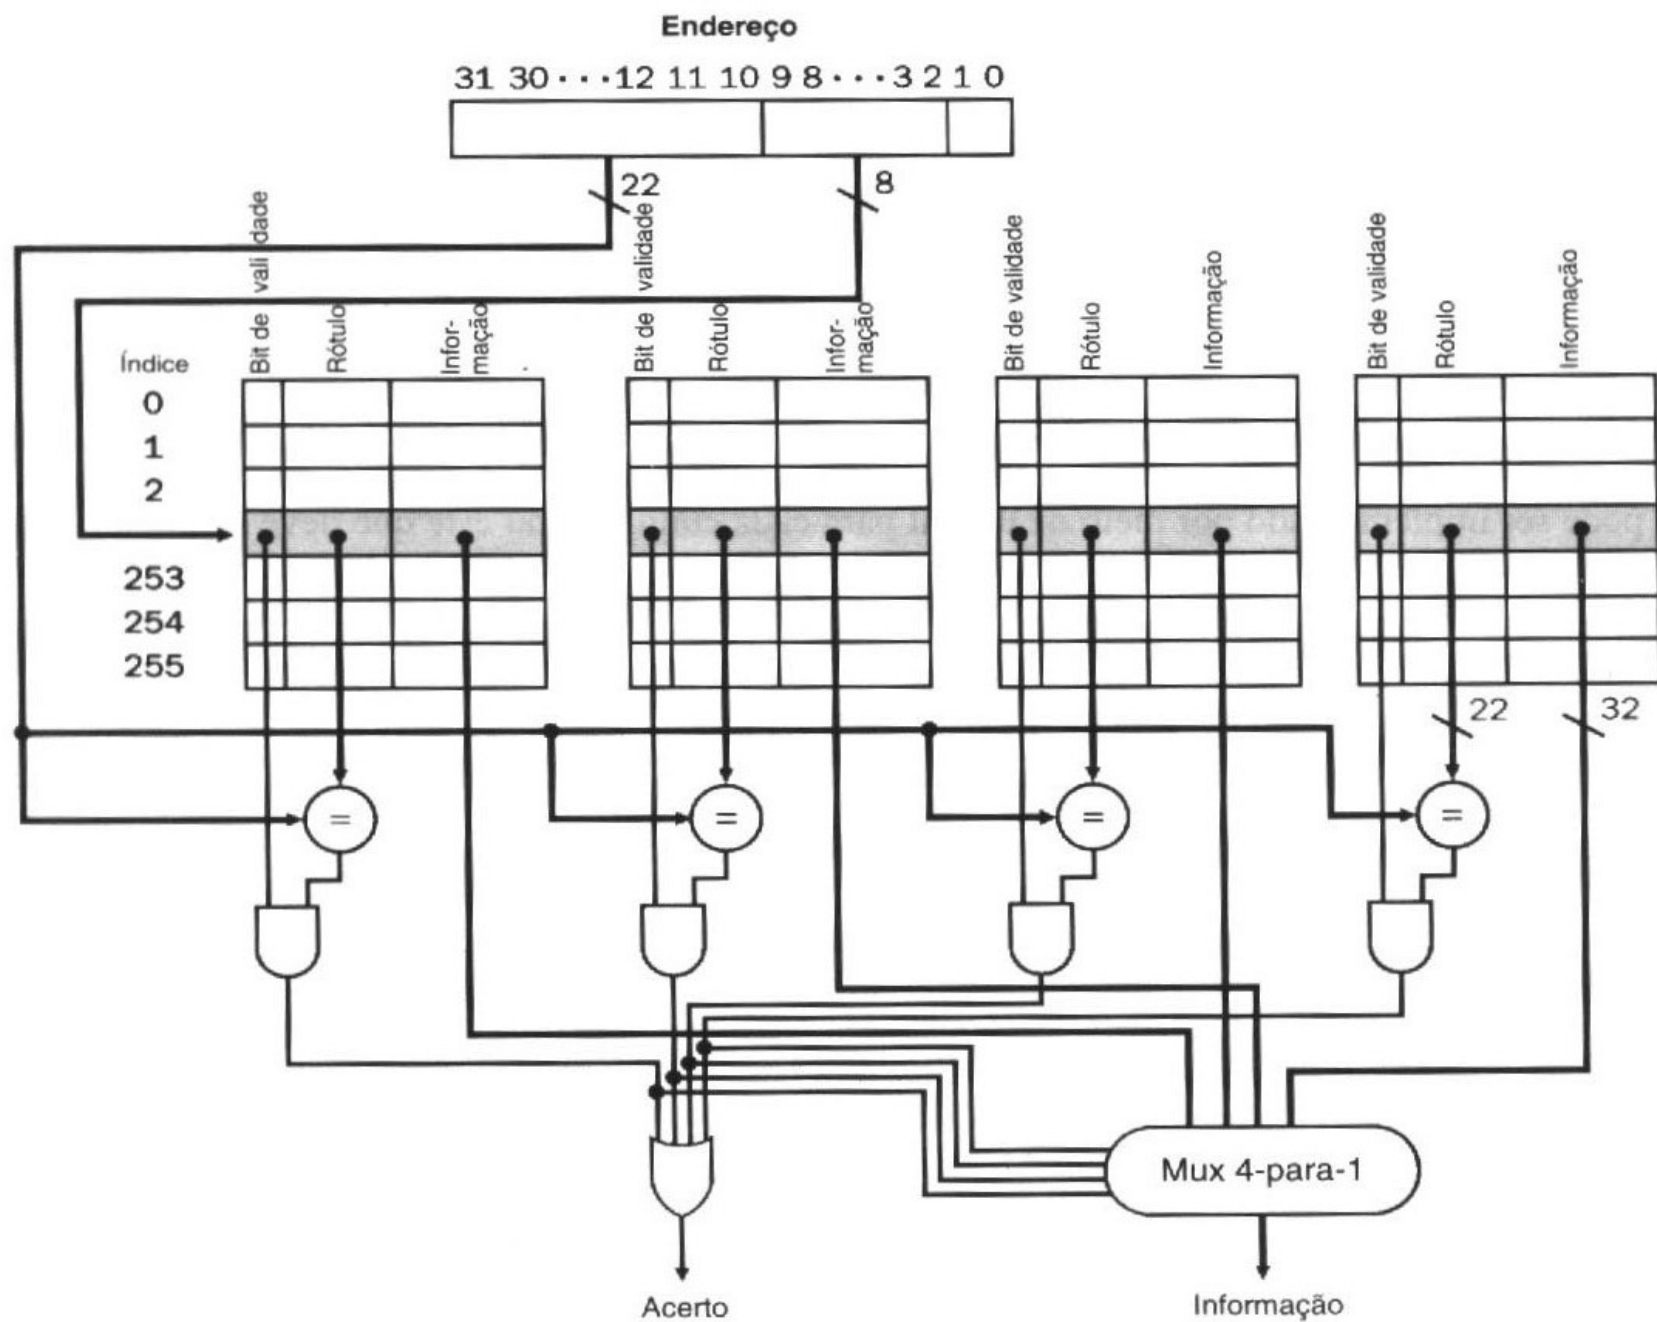 Endereço
31 30 · · · 12 11 10 9 8 · · · 3 2 1 0
22
8
Bit de validade
Rótulo
Infor-
mação
Bit de validade
Rótulo
Infor-
mação
Bit de validade
Rótulo
Informação
Bit de validade
Rótulo
Informação
Índice
0
1
2
253
254
255
22
32
=
=
=
=
Mux 4-para-1
Acerto
Informação